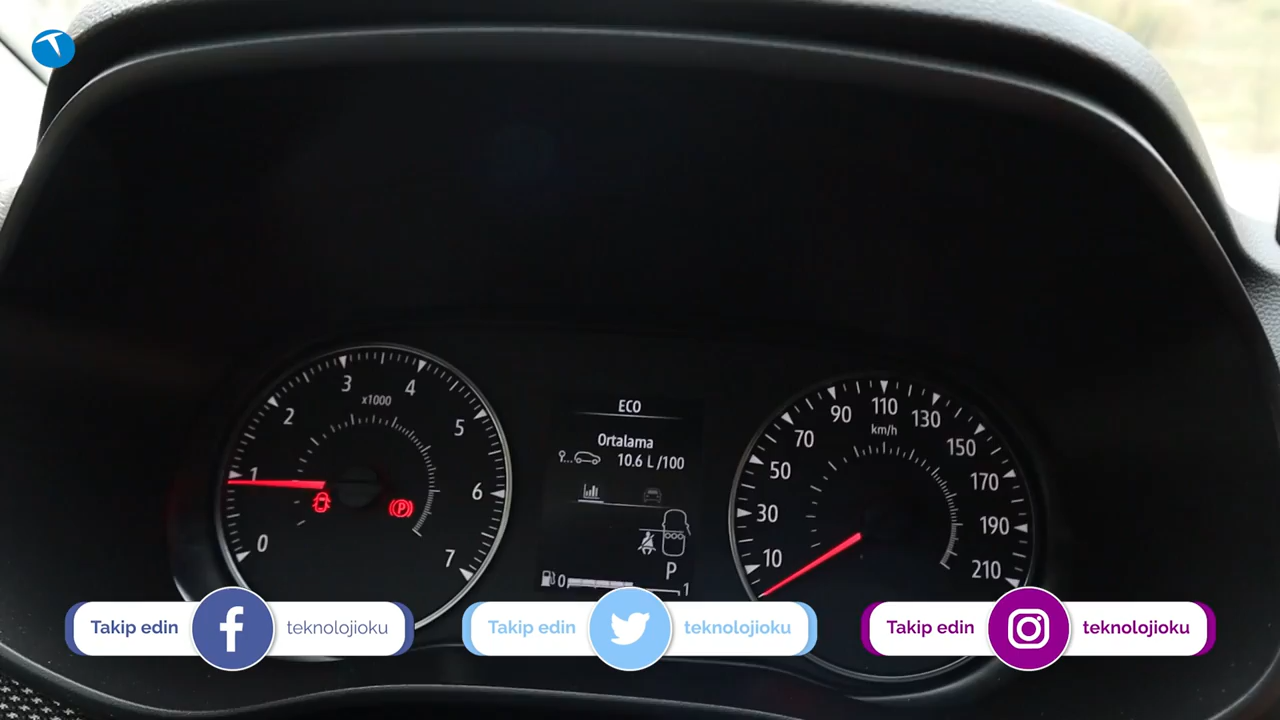 0
1
2
3
4
5
6
7
x1000
P
ECO
Ortalama
10.6 L /100
P
0
1
10
30
50
70
90
110
130
150
170
190
210
km/h
Takip edin
teknolojioku
Takip edin
teknolojioku
Takip edin
teknolojioku